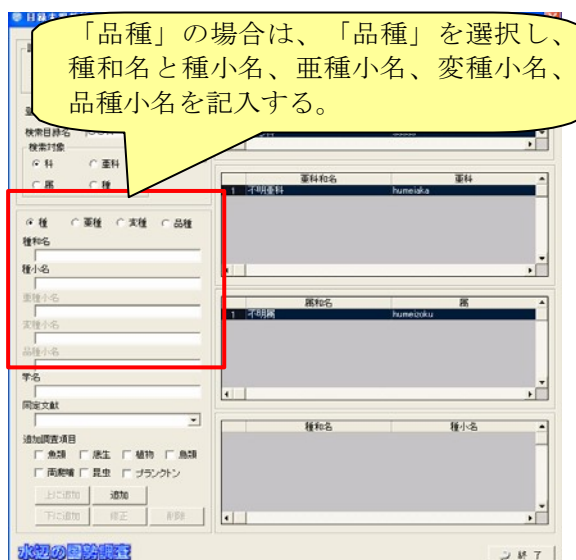 「品種」の場合は、「品種」を選択し、
種和名と種小名、亜種小名、変種小名、
品種小名を記入する。
検索目録名
検索対象
科 亜科
属 種
種 亜種 変種 品種
種和名
種小名
亜種小名
変種小名
品種小名
学名
同定文献
追加調査項目
魚類 底生 植物 鳥類
両爬哺 昆虫 プランクトン
上に追加 追加
下に追加 修正 削除
亜科和名 亜科
1 不明亜科 humeiaka
属和名 属
1 不明属 humeizoku
種和名 種小名
水辺の国勢調査
終了